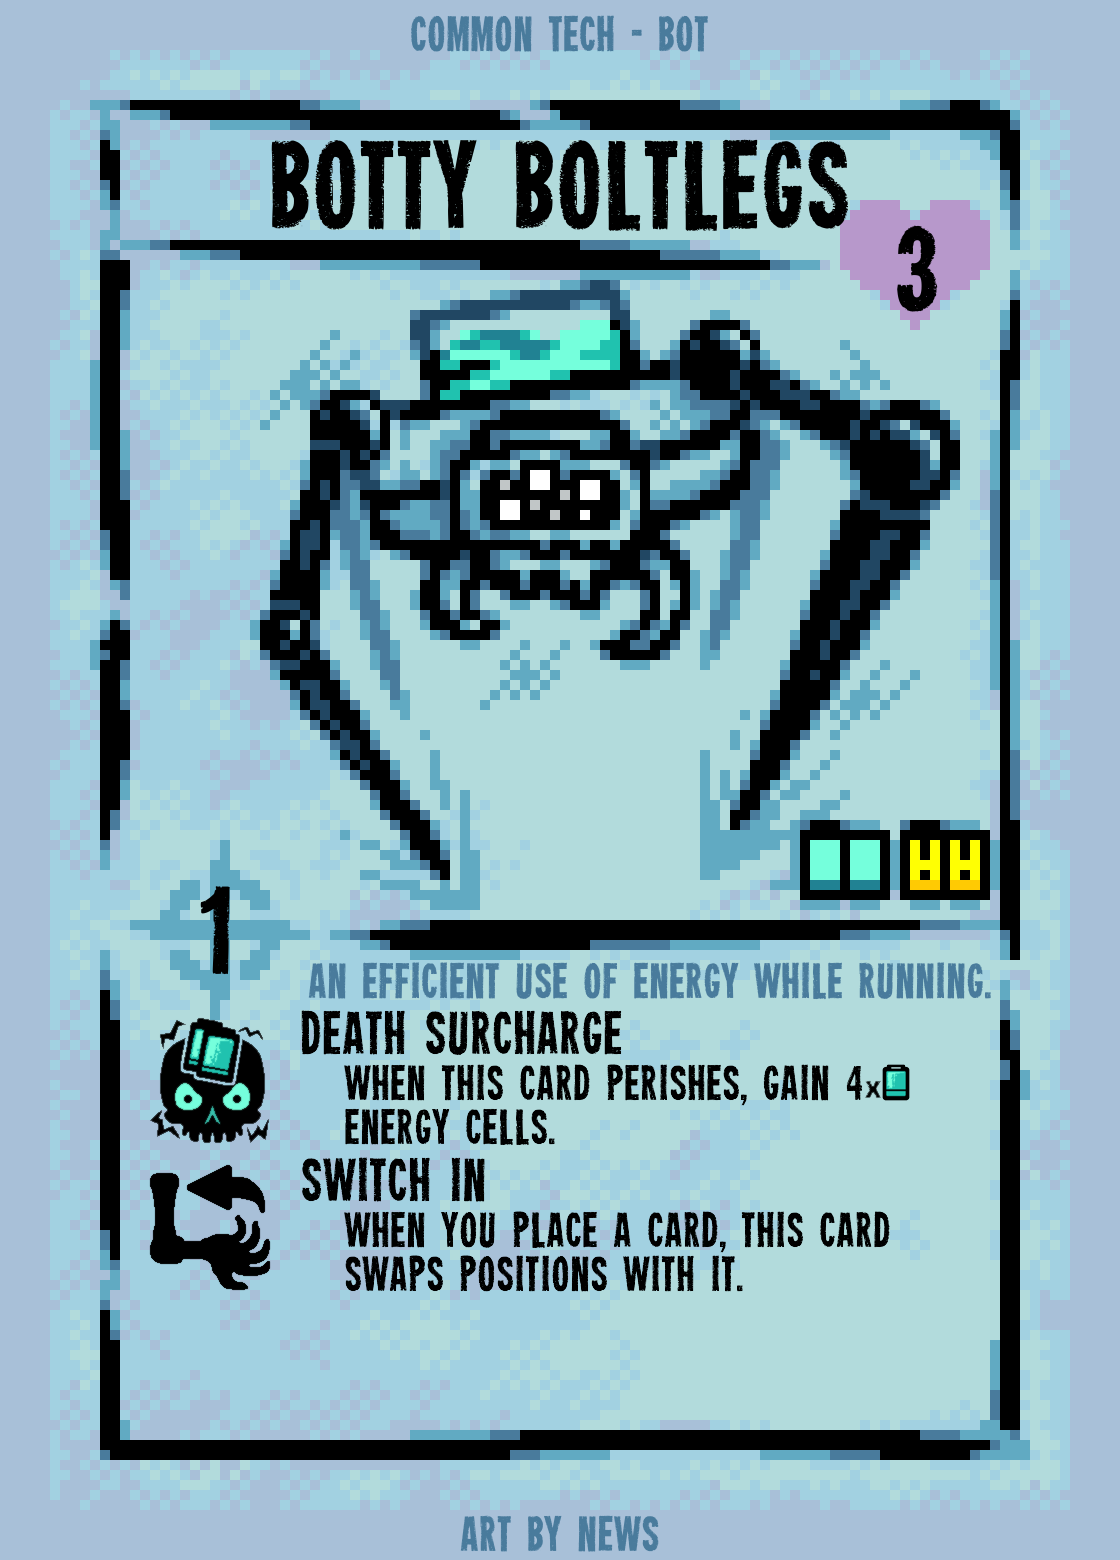 COMMON TECH - BOT
BOTTY BOLTLEGS
3
1
AN EFFICIENT USE OF ENERGY WHILE RUNNING.
DEATH SURCHARGE
WHEN THIS CARD PERISHES, GAIN 4x
ENERGY CELLS.
SWITCH IN
WHEN YOU PLACE A CARD, THIS CARD
SWAPS POSITIONS WITH IT.
ART BY NEWS